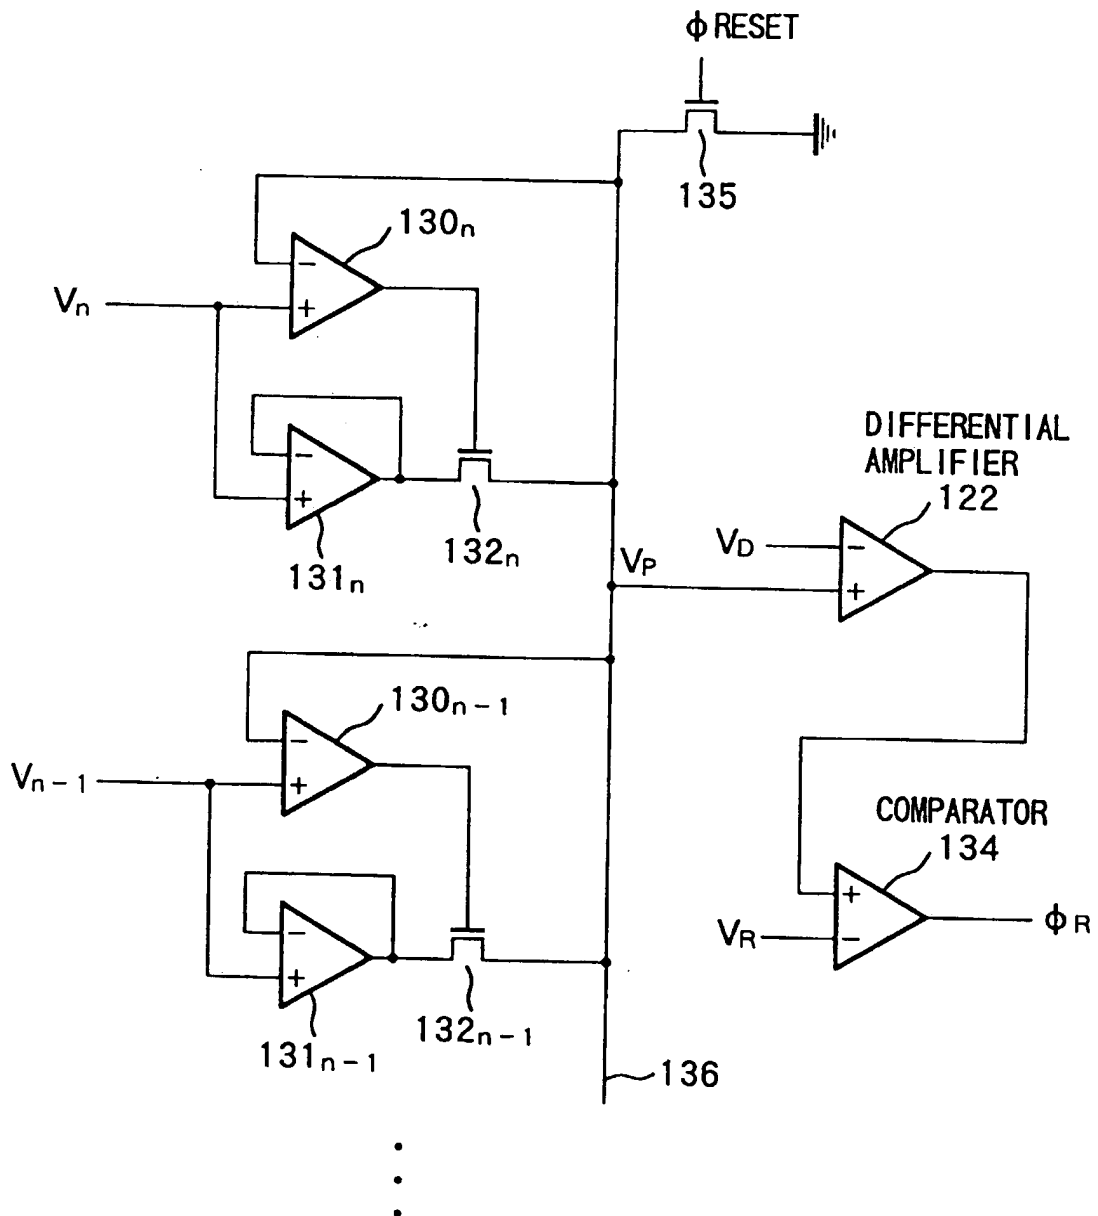 ϕ RESET
135
130n
Vn
+
-
131n
-
+
132n
DIFFERENTIAL
AMPLIFIER
122
VD
-
VP
+
130n-1
-
Vn-1
+
COMPARATOR
134
+
VR
-
ϕR
-
+
132n-1
131n-1
136